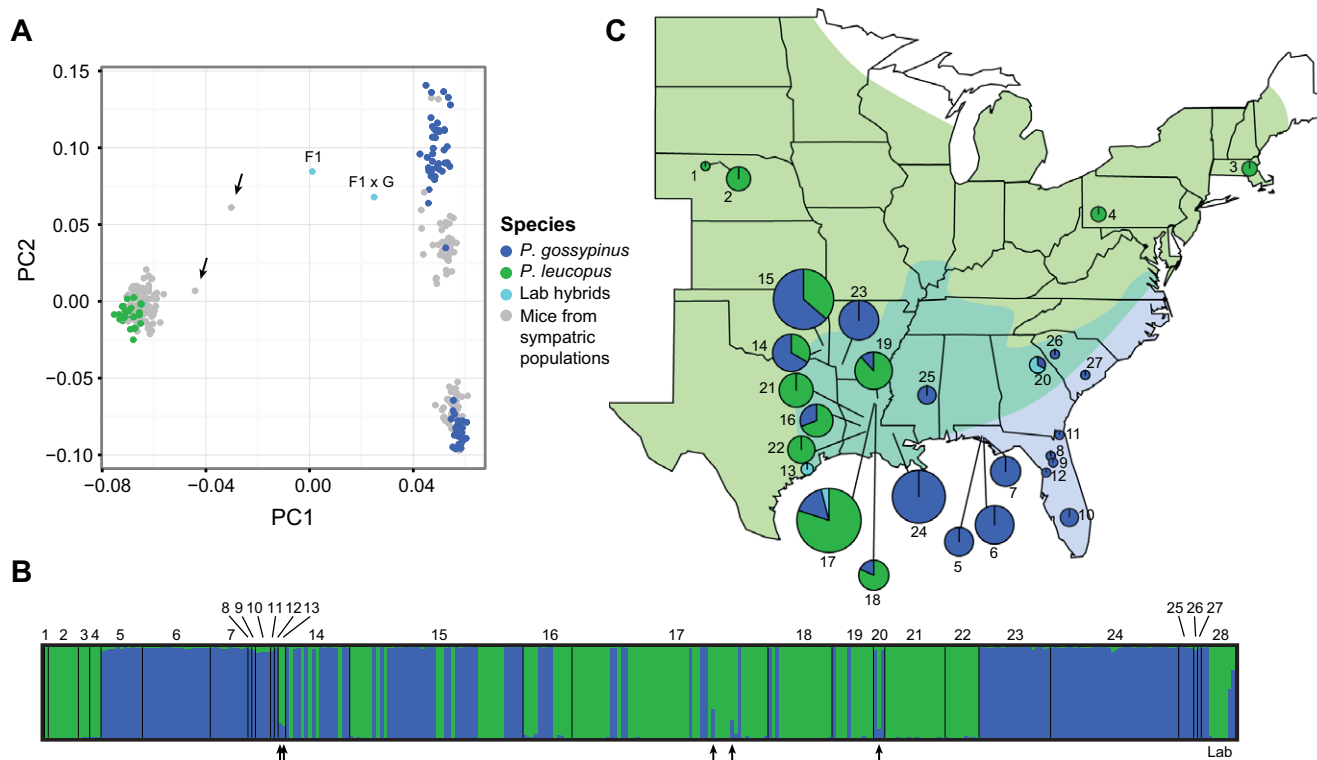 A
0.15
0.10
0.05
0.00
−0.05
−0.10
PC2
−0.08
−0.04
0.00
0.04
PC1
F1
F1 x G
Species
P. gossypinus
P. leucopus
Lab hybrids
Mice from
sympatric
populations
C
1
2
3
4
15
23
14
19
21
16
22
13
17
18
24
5
6
7
25
26
20
27
11
8
9
12
10
B
8 9 10 11 12 13
25 26 27
1 2 3 4 5 6 7 14 15 16 17 18 19 20 21 22 23 24 28
Lab